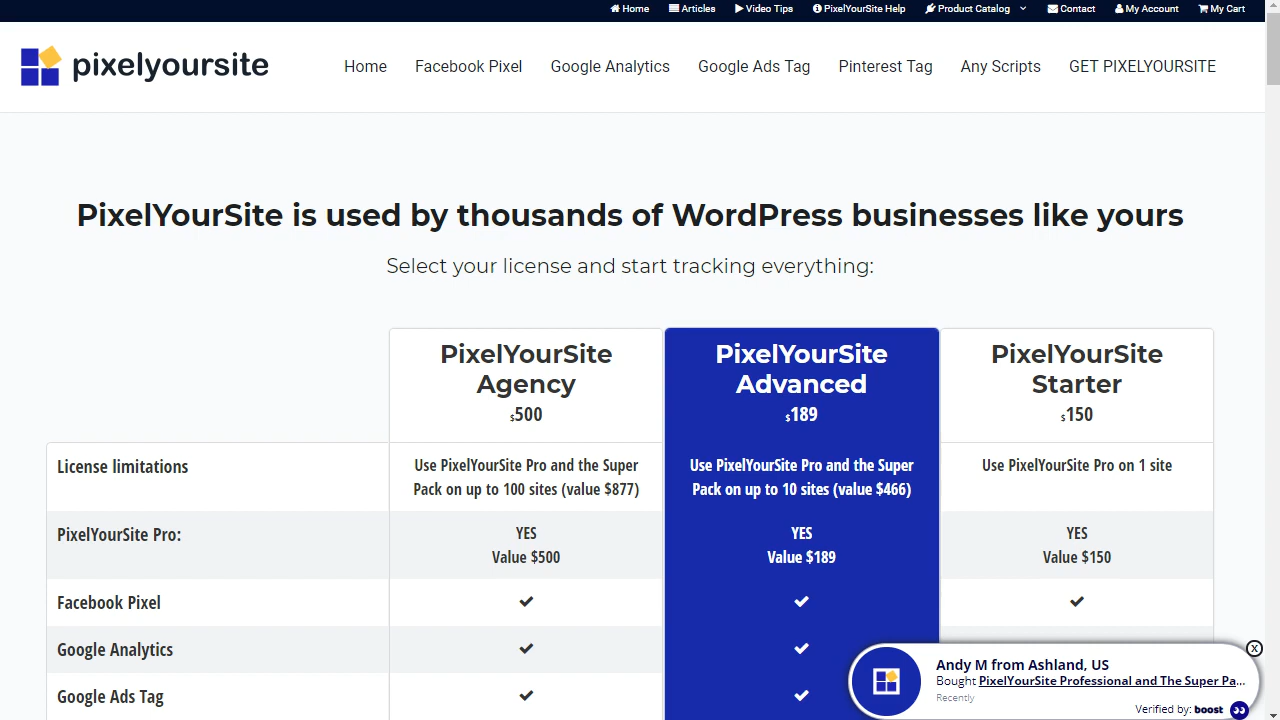 Home Articles Video Tips PixelYourSite Help Product Catalog Contact My Account My Cart
pixelyoursite
Home Facebook Pixel Google Analytics Google Ads Tag Pinterest Tag Any Scripts GET PIXELYOURSITE
PixelYourSite is used by thousands of WordPress businesses like yours
Select your license and start tracking everything:
PixelYourSite
Agency
$500
PixelYourSite
Advanced
$189
PixelYourSite
Starter
$150
License limitations
Use PixelYourSite Pro and the Super
Pack on up to 100 sites (value $877)
Use PixelYourSite Pro and the Super
Pack on up to 10 sites (value $466)
Use PixelYourSite Pro on 1 site
PixelYourSite Pro:
YES
Value $500
YES
Value $189
YES
Value $150
Facebook Pixel
Google Analytics
Google Ads Tag
X
Andy M from Ashland, US
Bought PixelYourSite Professional and The Super Pa...
Recently
Verified by: boost